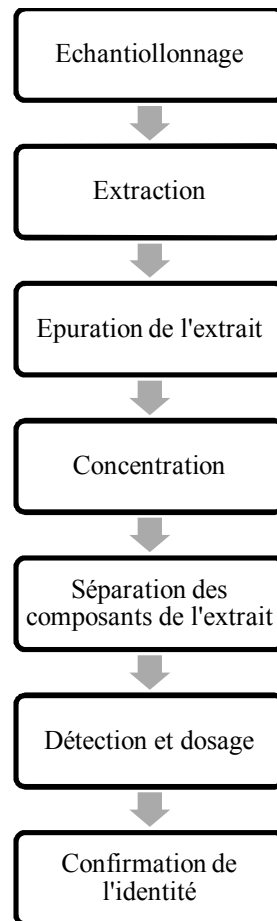 Echantiollonnage
Extraction
Epuration de l'extrait
Concentration
Séparation des
composants de l'extrait
Détection et dosage
Confirmation de
l'identité